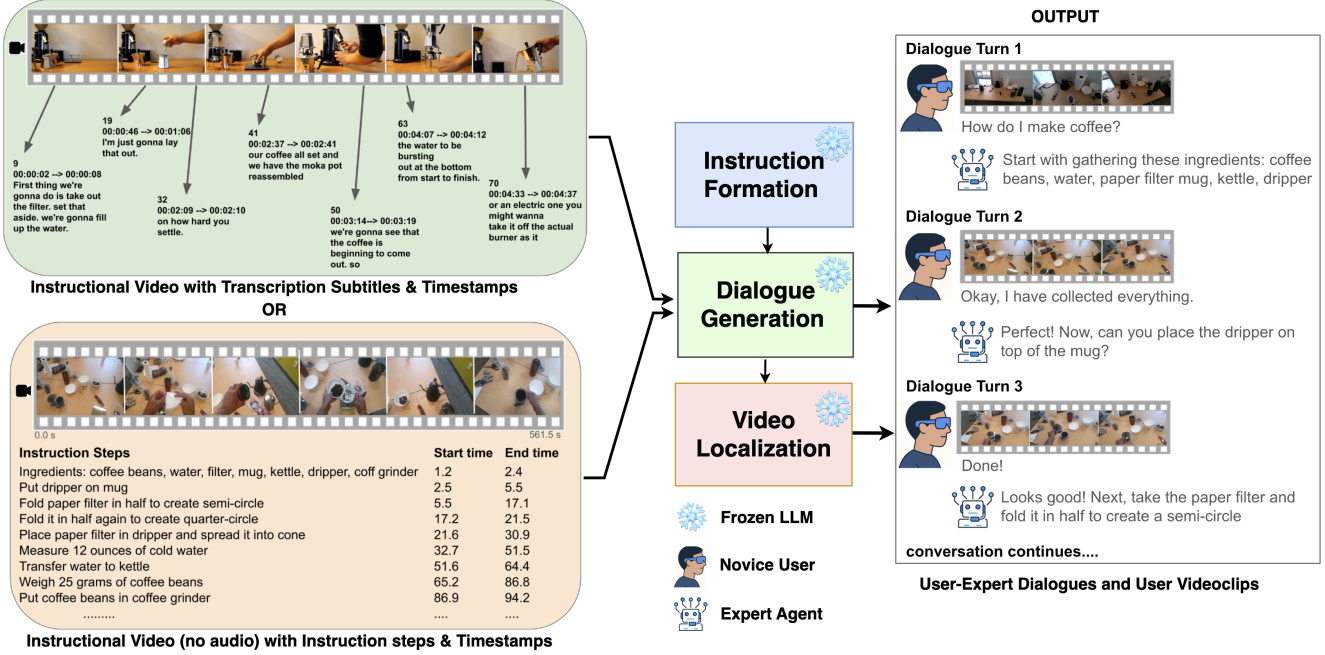 19
00:00:46 --> 00:01:06
I'm just gonna lay
that out.
9
00:00:02 --> 00:00:08
First thing we're
gonna do is take out
the filter. set that
aside. we're gonna fill
up the water.
32
00:02:09 --> 00:02:10
on how hard you
settle.
41
00:02:37 --> 00:02:41
our coffee all set and
we have the moka pot
reassembled
50
00:03:14--> 00:03:19
we're gonna see that
the coffee is
beginning to come
out. so
63
00:04:07 --> 00:04:12
the water to be
bursting
out at the bottom
from start to finish.
70
00:04:33 --> 00:04:37
or an electric one you
might wanna
take it off the actual
burner as it
Instructional Video with Transcription Subtitles & Timestamps
OR
0.0 s
561.5 s
Instruction Steps Start time End time
Ingredients: coffee beans, water, filter, mug, kettle, dripper, coff grinder 1.2 2.4
Put dripper on mug 2.5 5.5
Fold paper filter in half to create semi-circle 5.5 17.1
Fold it in half again to create quarter-circle 17.2 21.5
Place paper filter in dripper and spread it into cone 21.6 30.9
Measure 12 ounces of cold water 32.7 51.5
Transfer water to kettle 51.6 64.4
Weigh 25 grams of coffee beans 65.2 86.8
Put coffee beans in coffee grinder 86.9 94.2
......... .... ....
Instructional Video (no audio) with Instruction steps & Timestamps
Instruction
Formation
Dialogue
Generation
Video
Localization
Frozen LLM
Novice User
Expert Agent
OUTPUT
Dialogue Turn 1
How do I make coffee?
Start with gathering these ingredients: coffee
beans, water, paper filter mug, kettle, dripper
Dialogue Turn 2
Okay, I have collected everything.
Perfect! Now, can you place the dripper on
top of the mug?
Dialogue Turn 3
Done!
Looks good! Next, take the paper filter and
fold it in half to create a semi-circle
conversation continues....
User-Expert Dialogues and User Videoclips